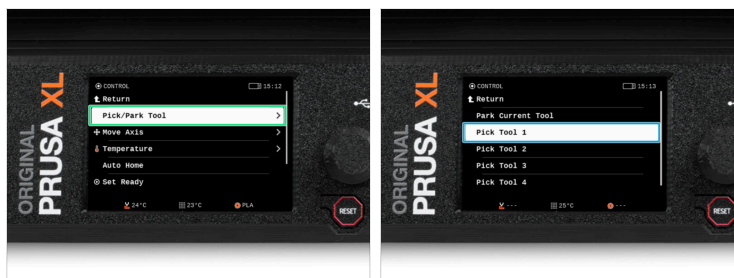 ORIGINAL
PRUSA XL
CONTROL
15:12
Return
Pick/Park Tool
Move Axis
Temperature
Auto Home
Set Ready
24°C
23°C
PLA
RESET
ORIGINAL
PRUSA XL
CONTROL
15:13
Return
Park Current Tool
Pick Tool 1
Pick Tool 2
Pick Tool 3
Pick Tool 4
---
25°C
---
RESET